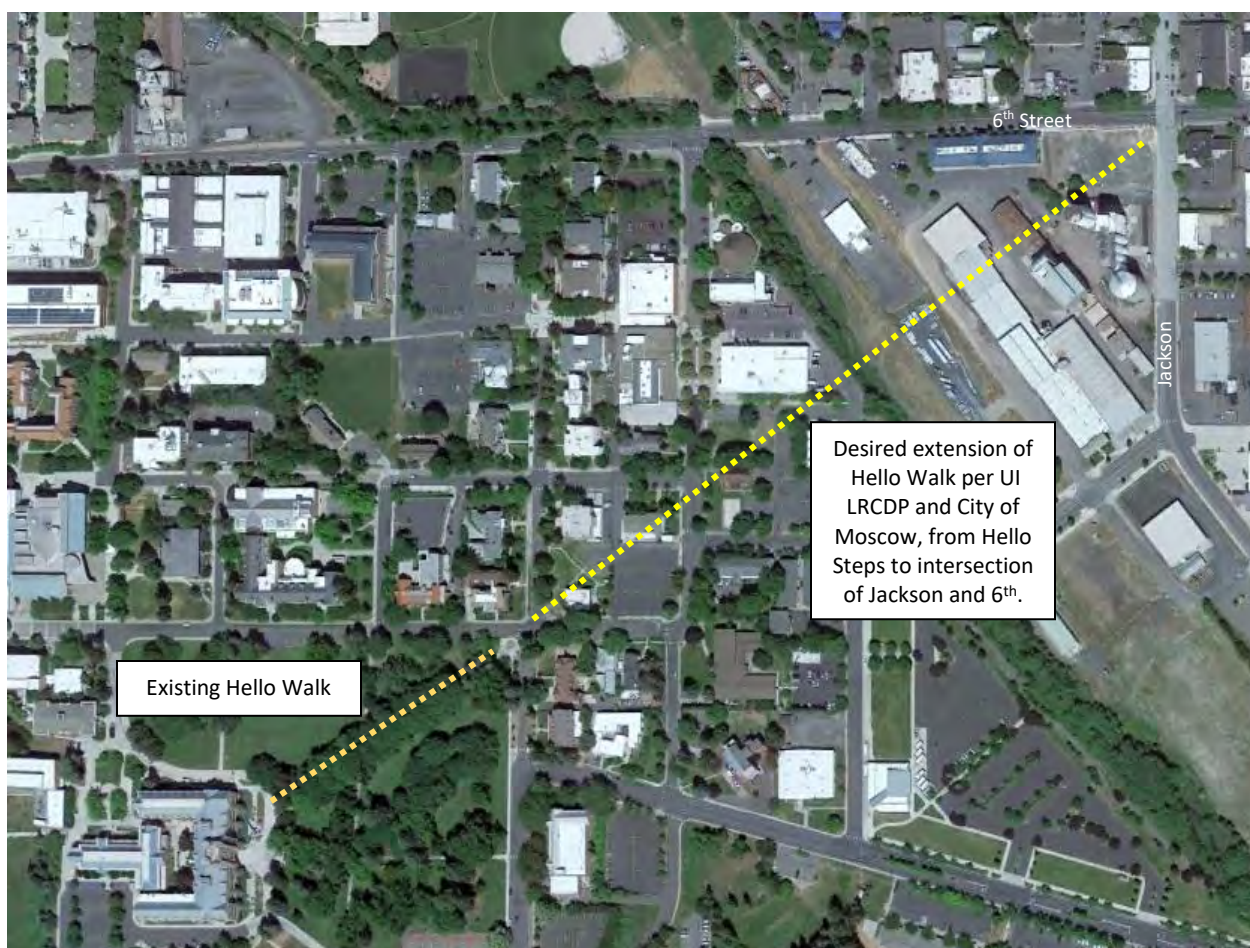 6th Street
Jackson
Desired extension of
Hello Walk per UI
LRCDP and City of
Moscow, from Hello
Steps to intersection
of Jackson and 6th.
Existing Hello Walk